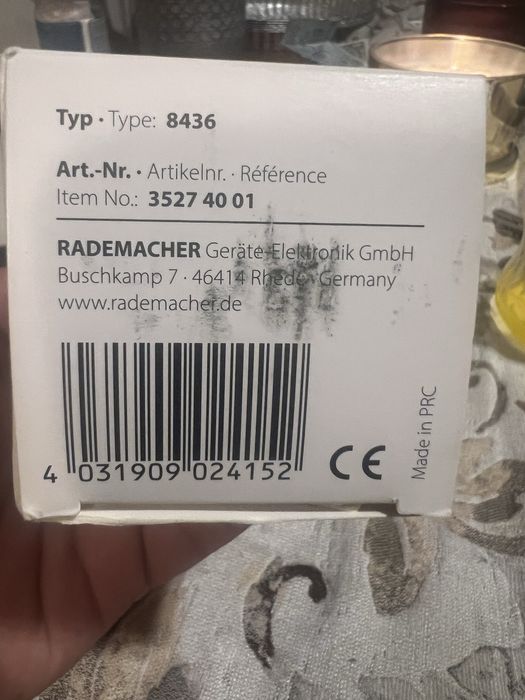 Typ · Type: 8436
Art.-Nr. · Artikelnr. · Référence
Item No.: 3527 40 01
RADEMACHER Geräte-Elektronik GmbH
Buschkamp 7 · 46414 Rhede · Germany
www.rademacher.de
4 031909 024152
CE
Made in PRC